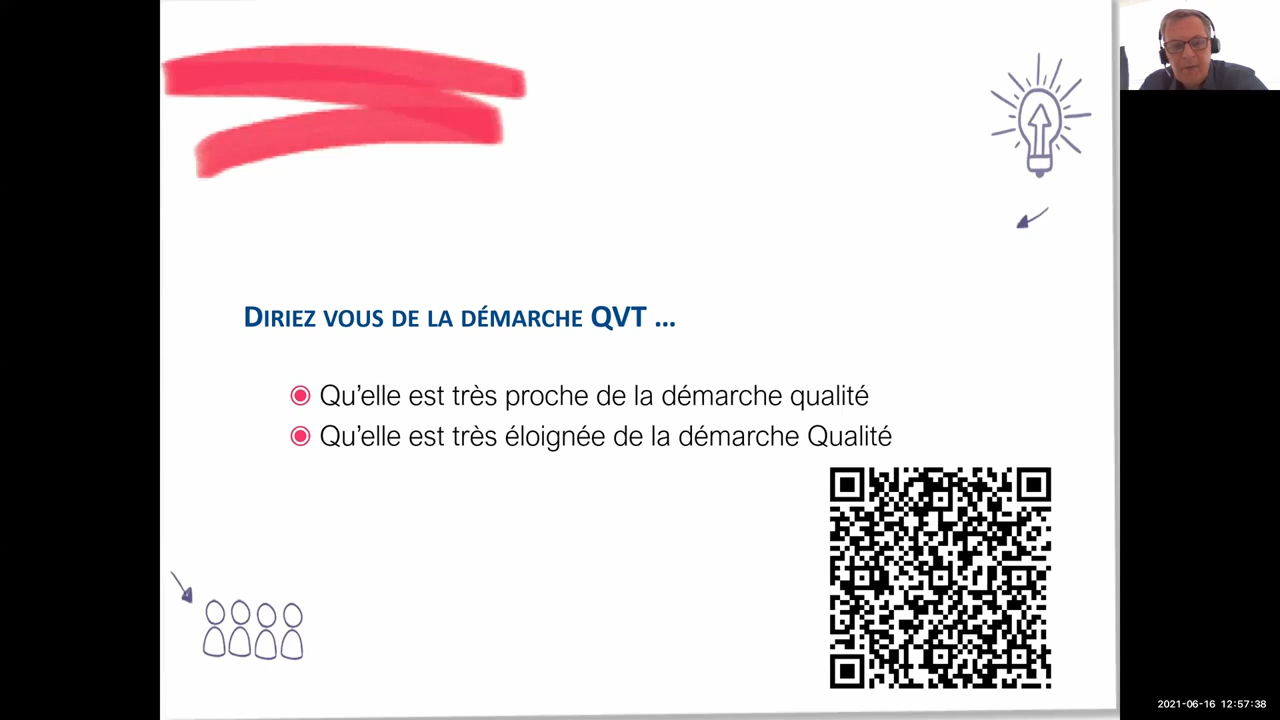 Diriez vous de la démarche QVT ...
Qu'elle est très proche de la démarche qualité
Qu'elle est très éloignée de la démarche Qualité
2021-06-16 12:57:38